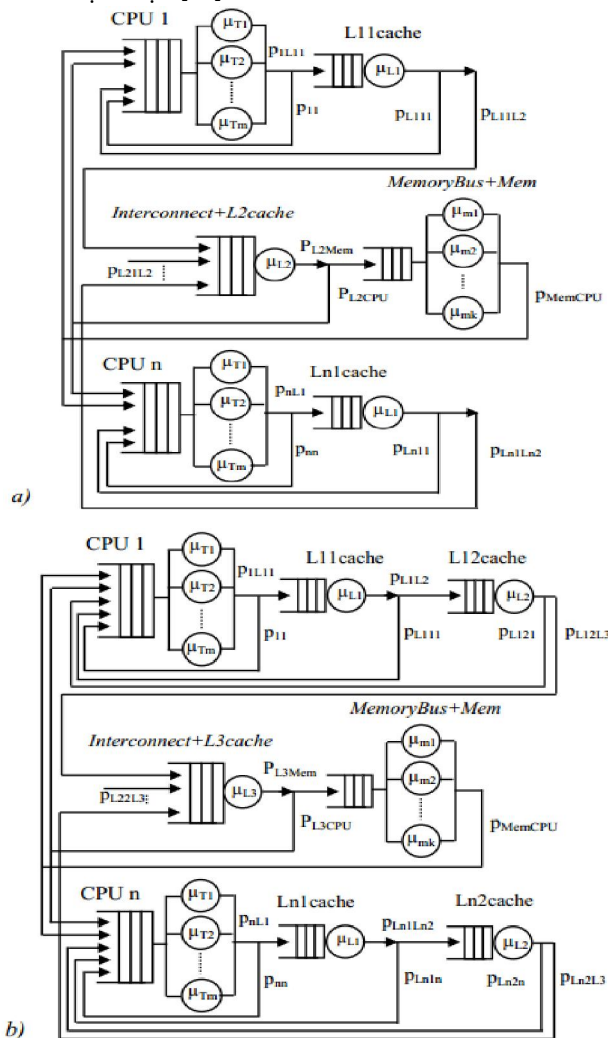 CPU 1
μT1
μT2
μTm
p1L11
p11
L11cache
μL1
pL111
pL11L2
MemoryBus+Mem
Interconnect+L2cache
pL21L2
μL2
PL2Mem
PL2CPU
μm1
μm2
μmk
pMemCPU
CPU n
μT1
μT2
μTm
pnL1
pnn
Ln1cache
μL1
pLn11
pLn1Ln2
a)
CPU 1
μT1
μT2
μTm
p1L11
p11
L11cache
μL1
pL1L2
pL111
L12cache
μL2
pL121
pL12L3
MemoryBus+Mem
Interconnect+L3cache
pL22L3
μL3
PL3Mem
PL3CPU
μm1
μm2
μmk
pMemCPU
CPU n
μT1
μT2
μTm
pnL1
pnn
Ln1cache
μL1
pLn1Ln2
pLn1n
Ln2cache
μL2
pLn2n
pLn2L3
b)